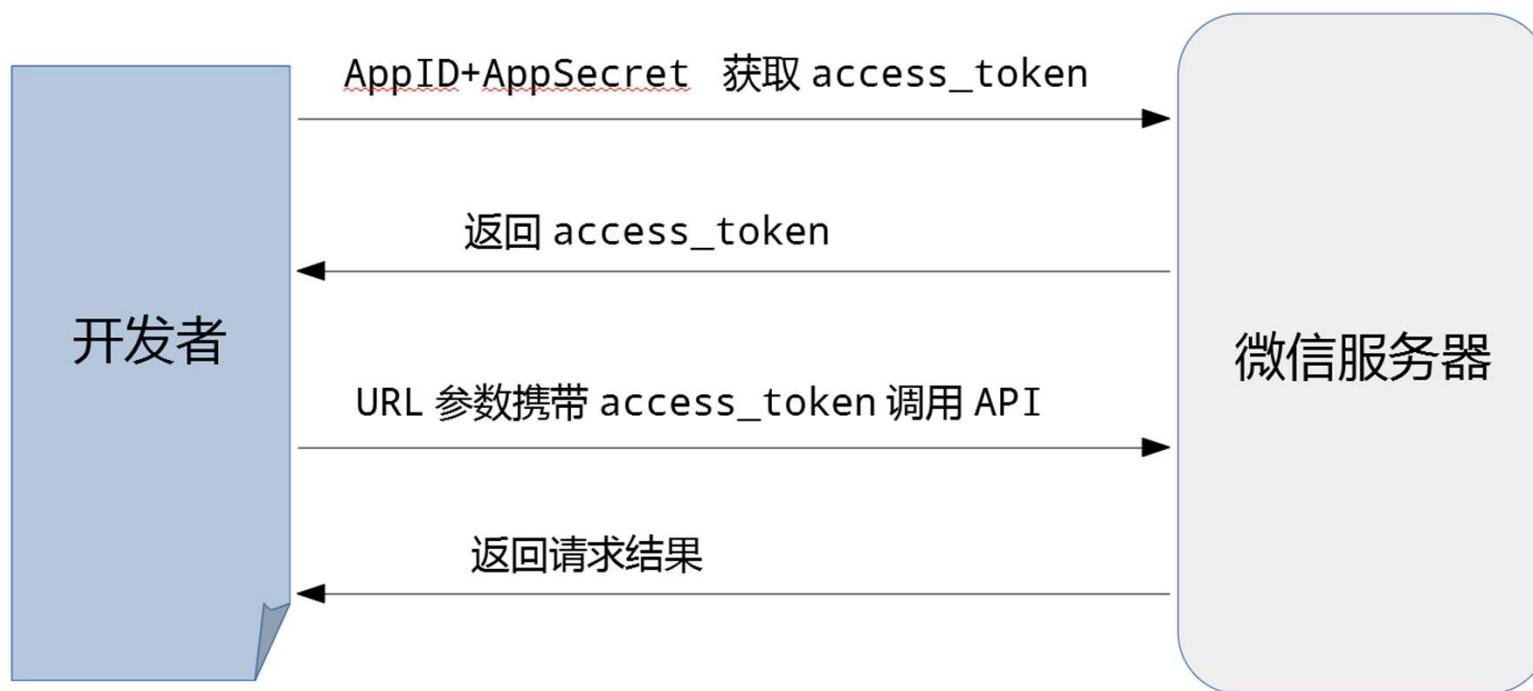 AppID+AppSecret 获取 access_token
返回 access_token
开发者
微信服务器
URL 参数携带 access_token 调用 API
返回请求结果